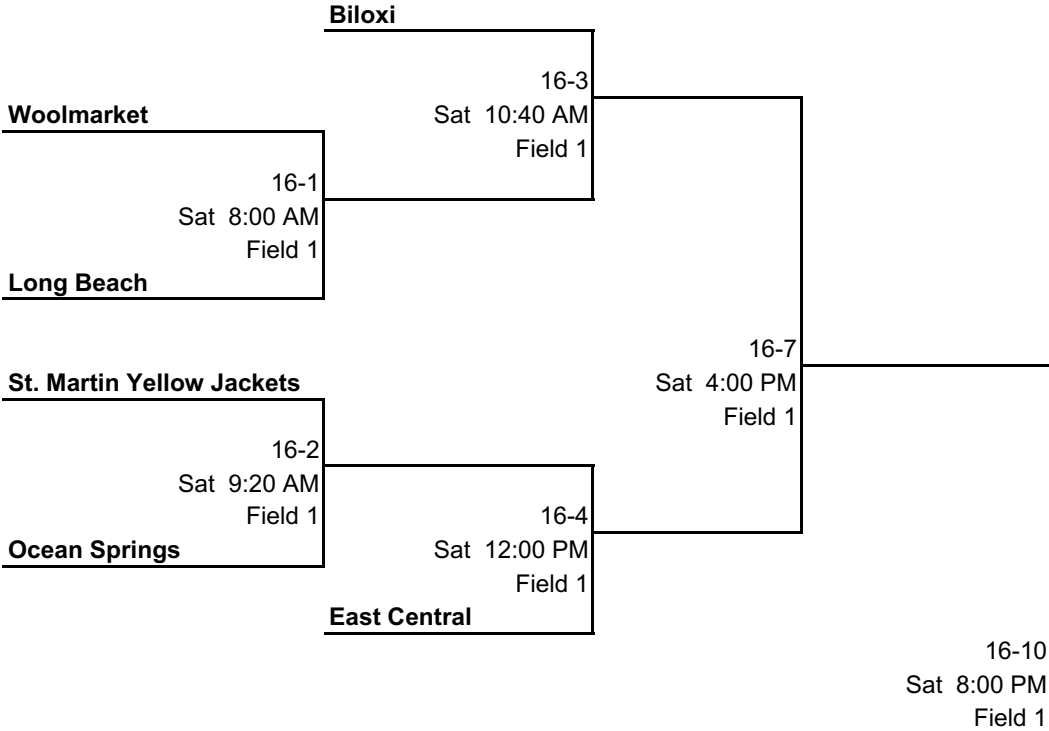 Biloxi
16-3
Woolmarket
Sat 10:40 AM
Field 1
16-1
Sat 8:00 AM
Field 1
Long Beach
16-7
St. Martin Yellow Jackets
Sat 4:00 PM
Field 1
16-2
Sat 9:20 AM
Field 1
16-4
Ocean Springs
Sat 12:00 PM
Field 1
East Central
16-10
Sat 8:00 PM
Field 1